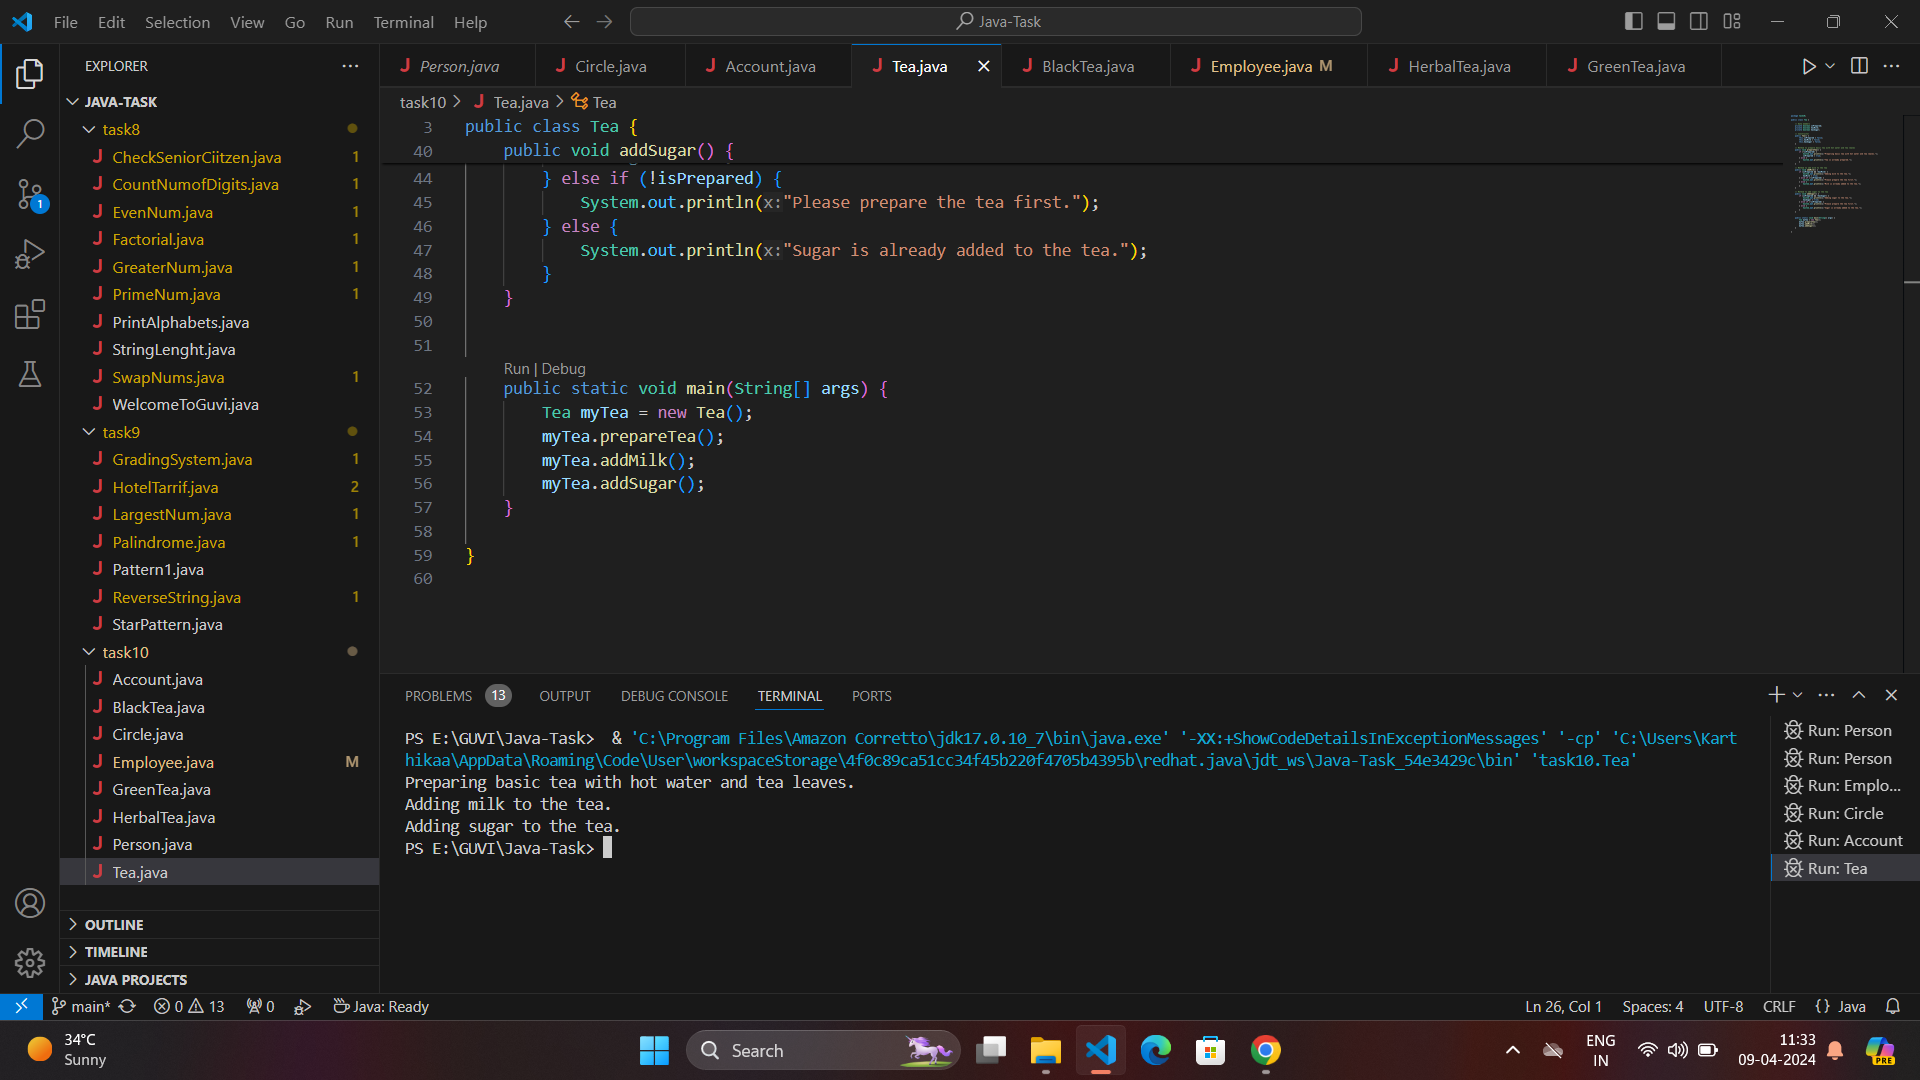 File Edit Selection View Go Run Terminal Help
Java-Task
EXPLORER
JAVA-TASK
task8
CheckSeniorCiitzen.java 1
CountNumofDigits.java 1
EvenNum.java 1
Factorial.java 1
GreaterNum.java 1
PrimeNum.java 1
PrintAlphabets.java
StringLenght.java
SwapNums.java 1
WelcomeToGuvi.java
task9
GradingSystem.java 1
HotelTarrif.java 2
LargestNum.java 1
Palindrome.java 1
Pattern1.java
ReverseString.java 1
StarPattern.java
task10
Account.java
BlackTea.java
Circle.java
Employee.java M
GreenTea.java
HerbalTea.java
Person.java
Tea.java
OUTLINE
TIMELINE
JAVA PROJECTS
1
Person.java Circle.java Account.java Tea.java BlackTea.java Employee.java M HerbalTea.java GreenTea.java
task10 > Tea.java > Tea
3 public class Tea {
40 public void addSugar() {
44 } else if (!isPrepared) {
45 System.out.println(x:"Please prepare the tea first.");
46 } else {
47 System.out.println(x:"Sugar is already added to the tea.");
48 }
49 }
50
51
Run | Debug
52 public static void main(String[] args) {
53 Tea myTea = new Tea();
54 myTea.prepareTea();
55 myTea.addMilk();
56 myTea.addSugar();
57 }
58
59 }
60
PROBLEMS 13 OUTPUT DEBUG CONSOLE TERMINAL PORTS
PS E:\GUVI\Java-Task> & 'C:\Program Files\Amazon Corretto\jdk17.0.10_7\bin\java.exe' '-XX:+ShowCodeDetailsInExceptionMessages' '-cp' 'C:\Users\Kart
hikaa\AppData\Roaming\Code\User\workspaceStorage\4f0c89ca51cc34f45b220f4705b4395b\redhat.java\jdt_ws\Java-Task_54e3429c\bin' 'task10.Tea'
Preparing basic tea with hot water and tea leaves.
Adding milk to the tea.
Adding sugar to the tea.
PS E:\GUVI\Java-Task>
Run: Person
Run: Person
Run: Emplo...
Run: Circle
Run: Account
Run: Tea
main* 0 13 0 Java: Ready
Ln 26, Col 1 Spaces: 4 UTF-8 CRLF {} Java
34°C
Sunny
Search
ENG
IN
11:33
09-04-2024
PRE